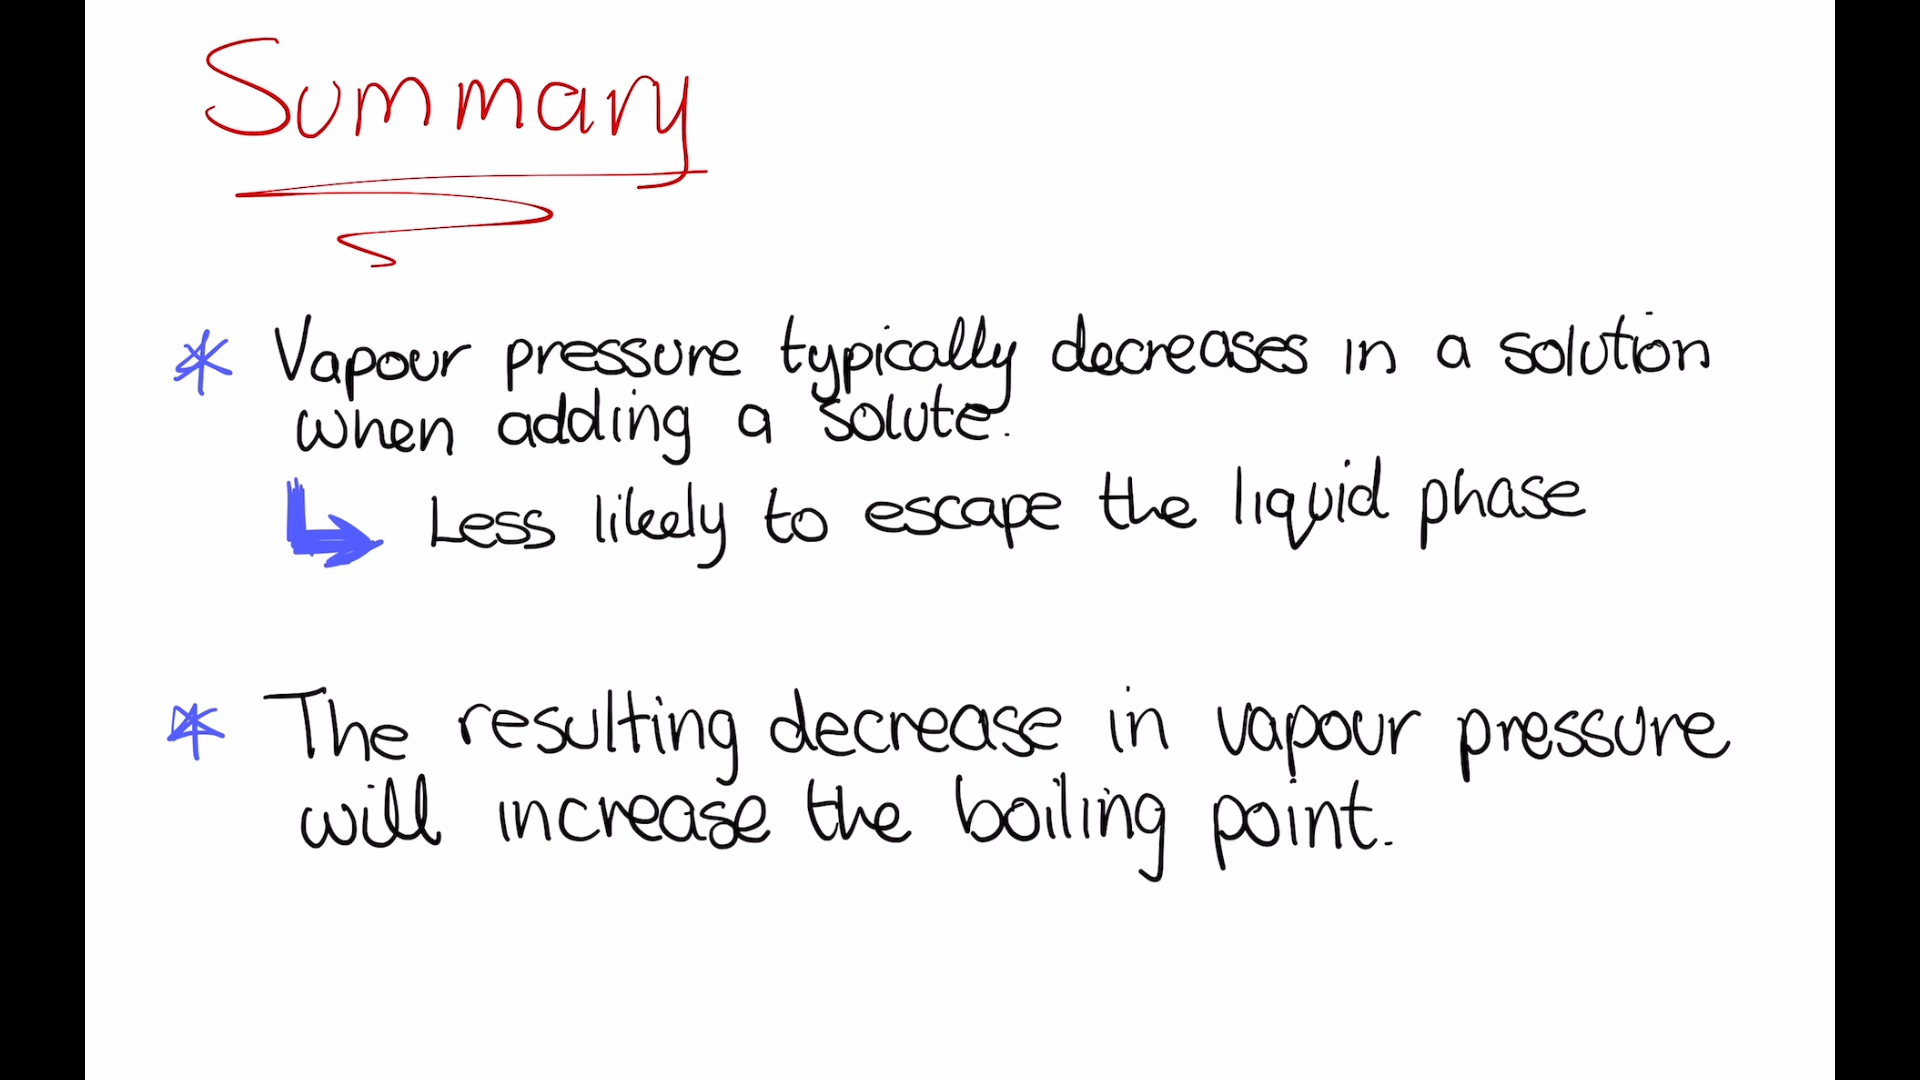 Summary
* Vapour pressure typically decreases in a solution
when adding a solute.
Less likely to escape the liquid phase
* The resulting decrease in vapour pressure
will increase the boiling point.